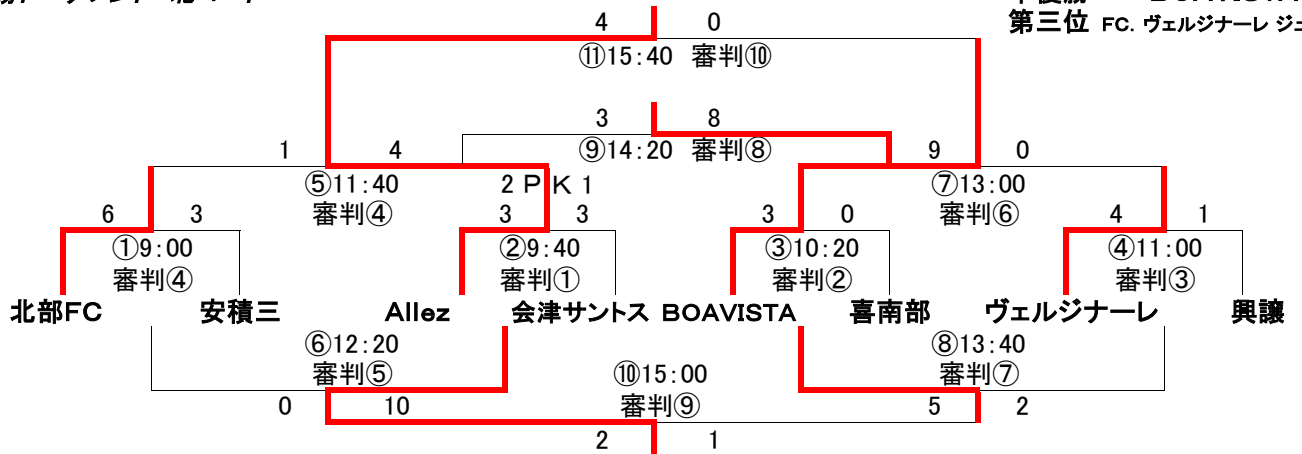 第三位 FC. ヴェルジナーレ
4 0
⑪15:40 審判⑩
3 8
⑨14:20 審判⑧
1 4
9 0
⑤11:40
審判④
2PK1
⑦13:00
審判⑥
6 3
3 3
3 0
4 1
①9:00
審判④
②9:40
審判①
③10:20
審判②
④11:00
審判③
北部FC 安積三 Allez 会津サントス BOAVISTA 喜南部 ヴェルジナーレ 興譲
⑥12:20
審判⑤
⑩15:00
審判⑨
⑧13:40
審判⑦
0 10
5 2
2 1